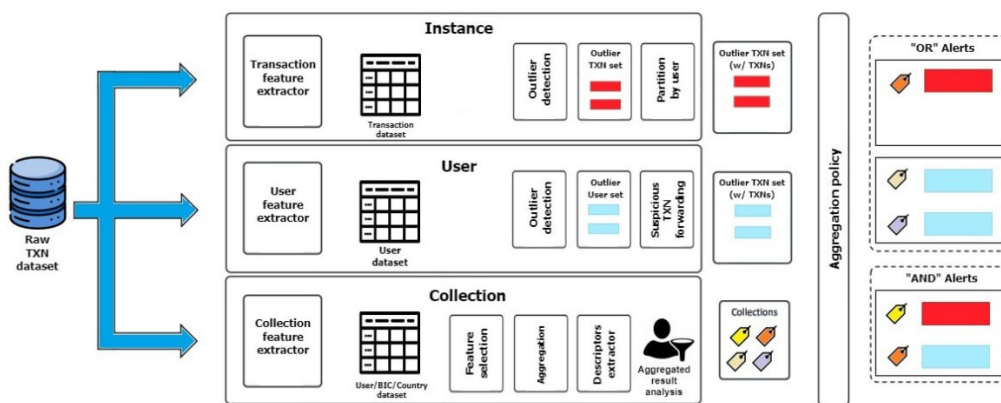 Instance
Transaction
feature
extractor
Transaction
dataset
Outlier
detection
Outlier
TXN set
Partition
by user
Outlier TXN set
(w/ TXNs)
User
User
feature
extractor
User
dataset
Outlier
detection
Outlier
User set
Suspicious
TXN
forwarding
Outlier TXN set
(w/ TXNs)
Raw
TXN
dataset
Collection
Collection
feature
extractor
User/BIC/Country
dataset
Feature
selection
Aggregation
Descriptors
extractor
Aggregated
result
analysis
Collections
Aggregation policy
"OR" Alerts
"AND" Alerts